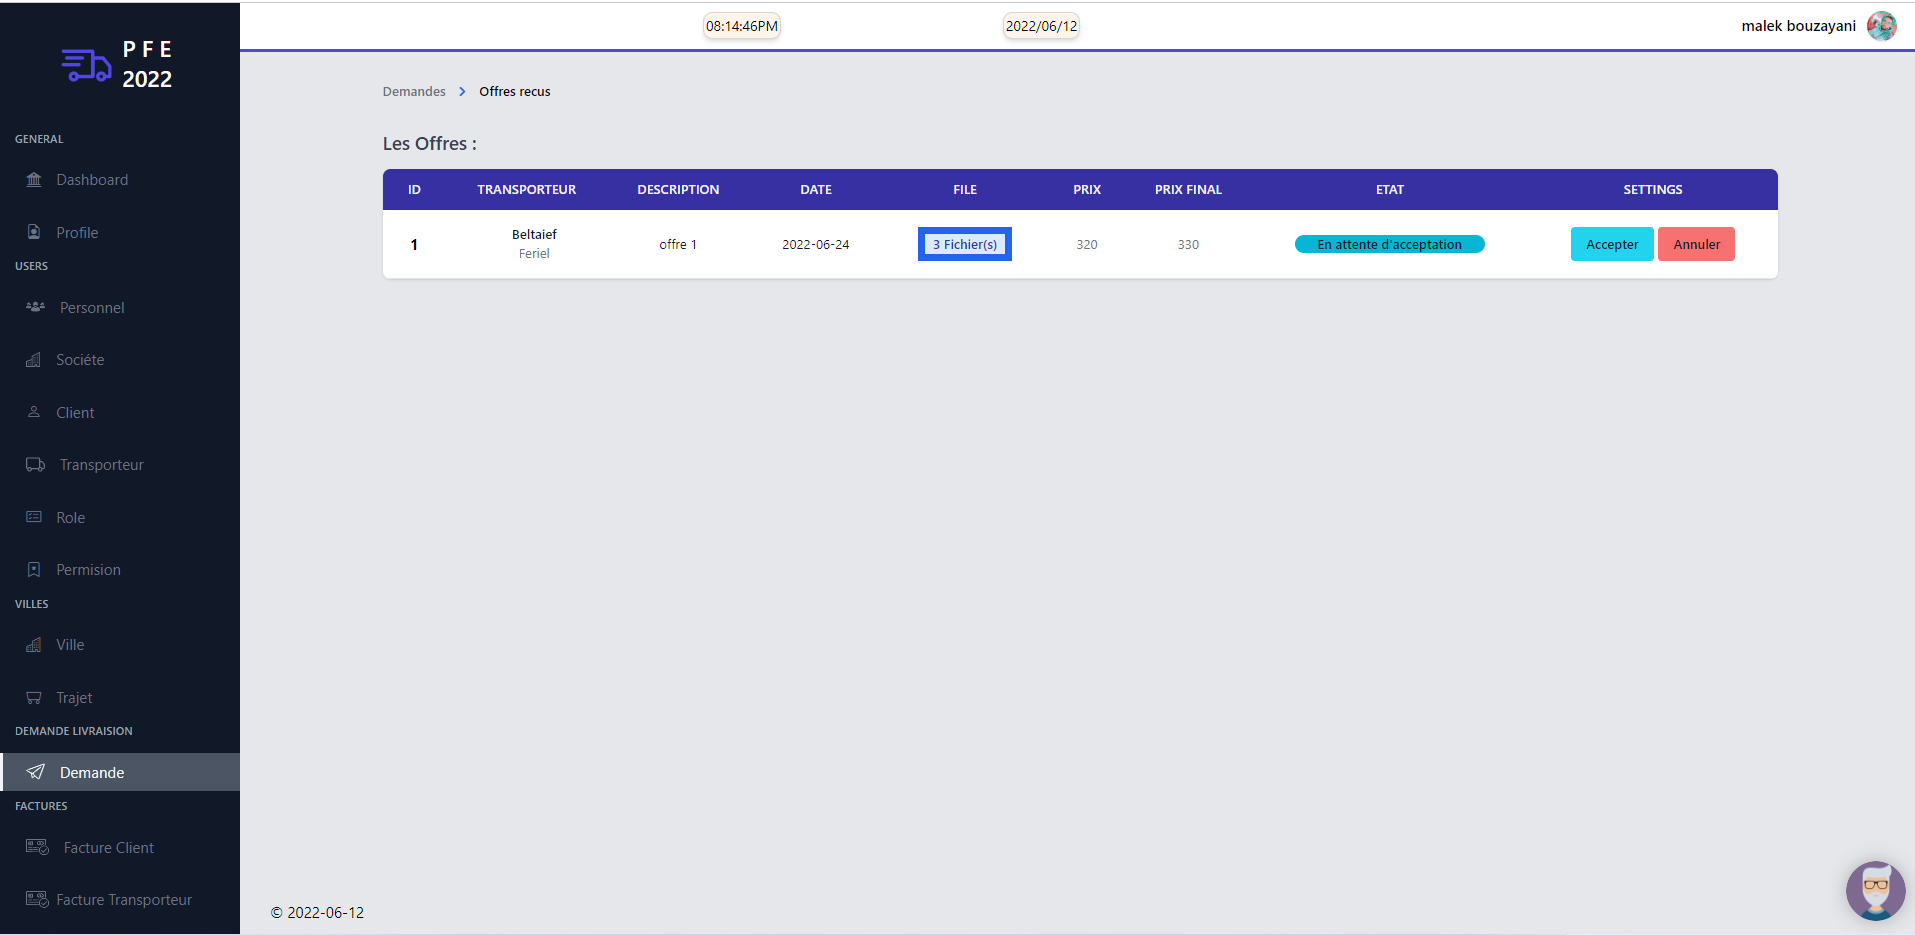 P F E
2022
08:14:46PM
2022/06/12
malek bouzayani
GENERAL
Dashboard
Profile
USERS
Personnel
Sociéte
Client
Transporteur
Role
Permision
VILLES
Ville
Trajet
DEMANDE LIVRAISION
Demande
FACTURES
Facture Client
Facture Transporteur
Demandes > Offres recus
Les Offres :
ID TRANSPORTEUR DESCRIPTION DATE FILE PRIX PRIX FINAL ETAT SETTINGS
1 Beltaief offre 1 2022-06-24 3 Fichier(s) 320 330 En attente d'acceptation Accepter Annuler
Feriel
© 2022-06-12